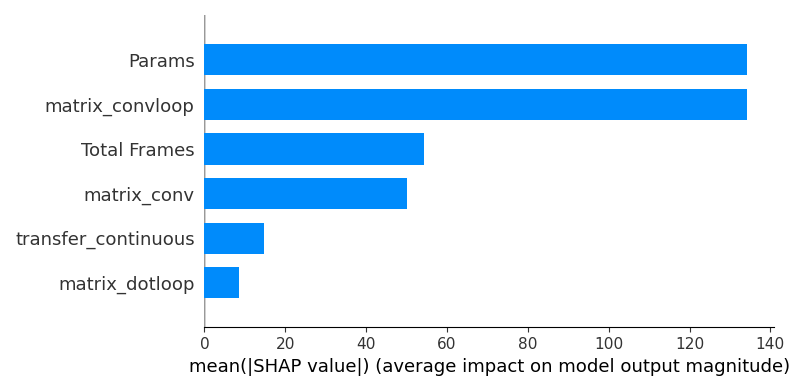 Params
matrix_convloop
Total Frames
matrix_conv
transfer_continuous
matrix_dotloop
0 20 40 60 80 100 120 140
mean(|SHAP value|) (average impact on model output magnitude)